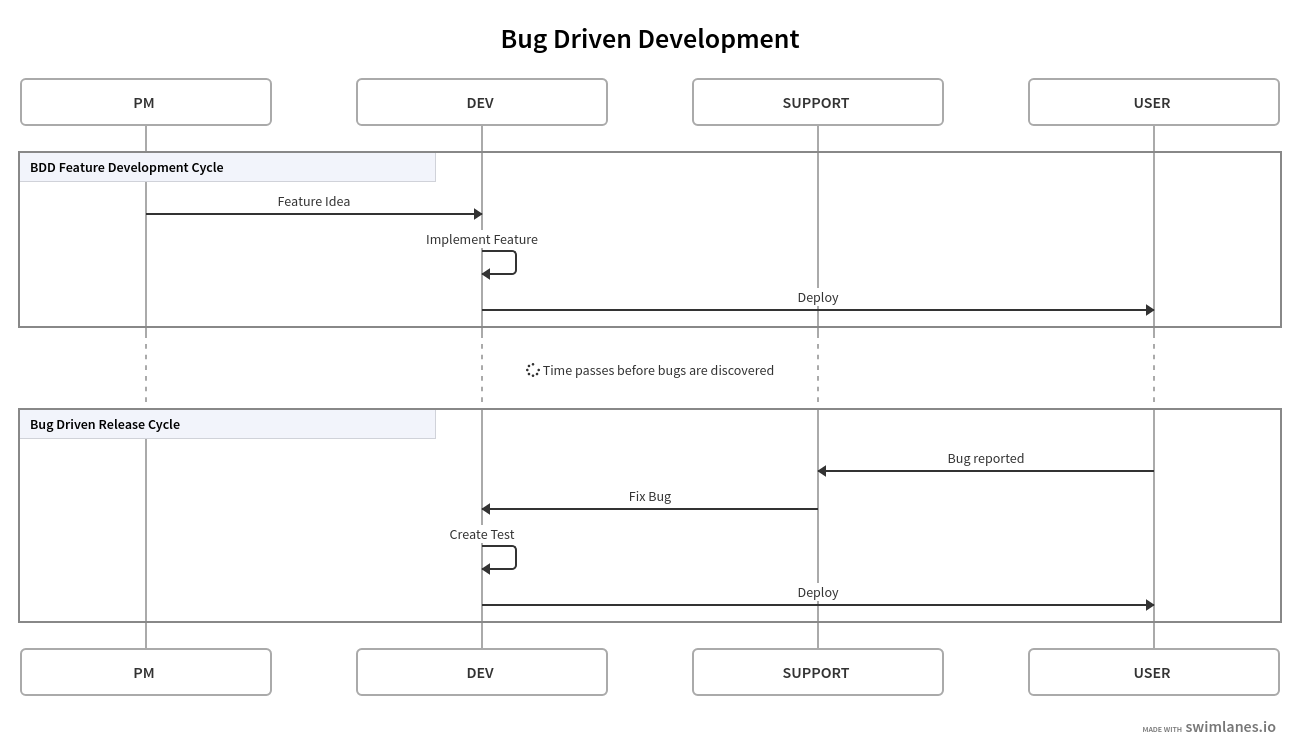 Bug Driven Development
PM DEV SUPPORT USER
BDD Feature Development Cycle
Feature Idea
Implement Feature
Deploy
Time passes before bugs are discovered
Bug Driven Release Cycle
Bug reported
Fix Bug
Create Test
Deploy
PM DEV SUPPORT USER
MADE WITH swimlanes.io